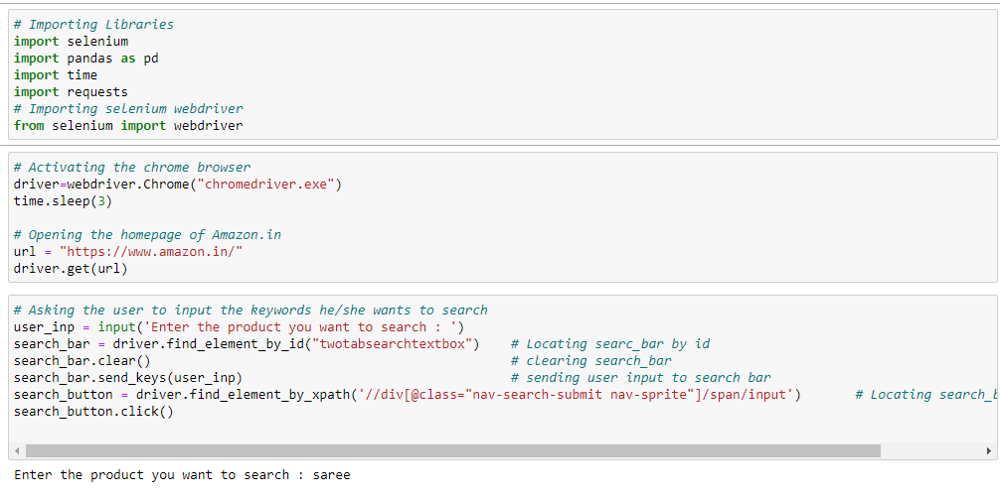 # Importing Libraries
import selenium
import pandas as pd
import time
import requests
# Importing selenium webdriver
from selenium import webdriver
# Activating the chrome browser
driver=webdriver.Chrome("chromedriver.exe")
time.sleep(3)
# Opening the homepage of Amazon.in
url = "https://www.amazon.in/"
driver.get(url)
# Asking the user to input the keywords he/she wants to search
user_inp = input('Enter the product you want to search : ')
search_bar = driver.find_element_by_id("twotabsearchtextbox")    # Locating searc_bar by id
search_bar.clear()                                               # clearing search_bar
search_bar.send_keys(user_inp)                                   # sending user input to search bar
search_button = driver.find_element_by_xpath('//div[@class="nav-search-submit nav-sprite"]/span/input')       # Locating
search_button.click()
Enter the product you want to search : saree